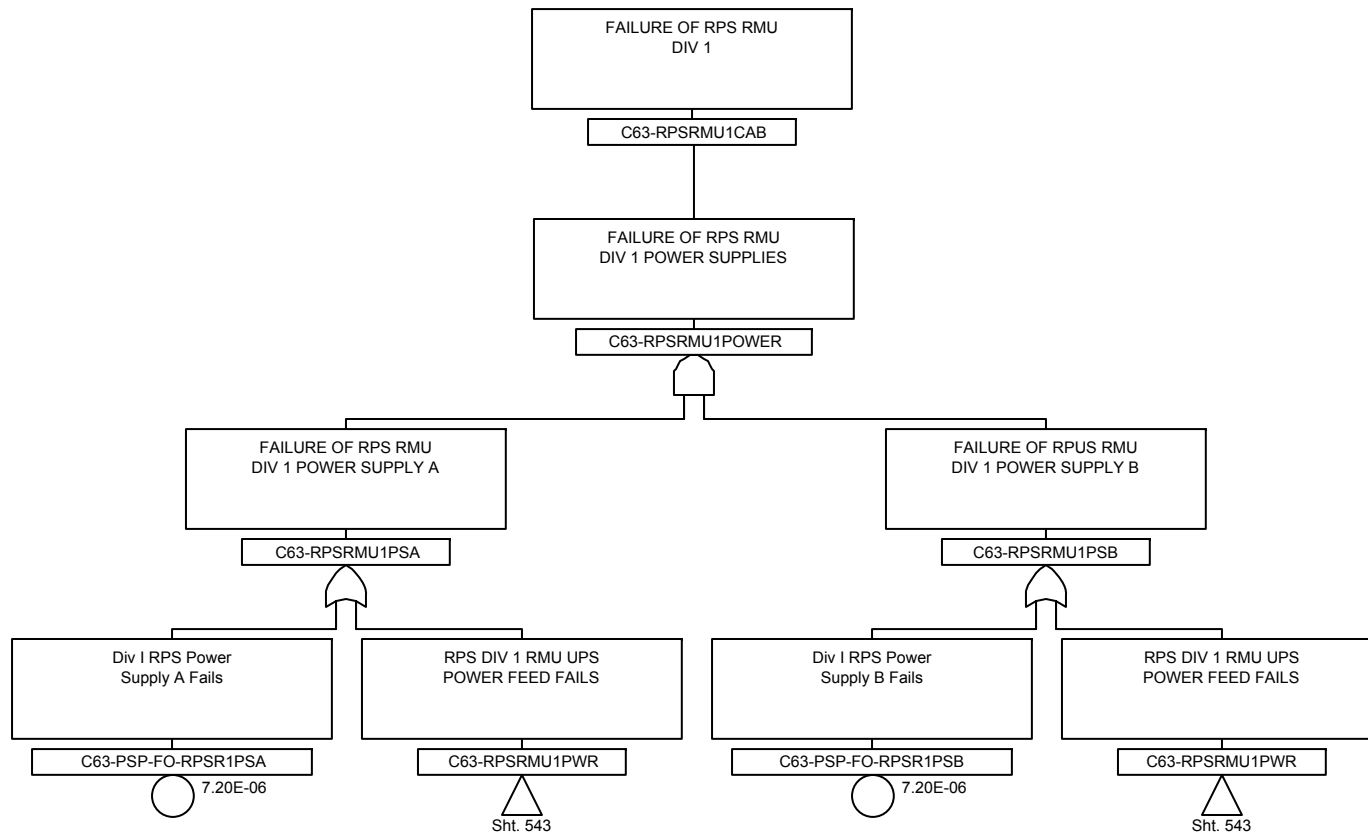 FAILURE OF RPS RMU
DIV 1
C63-RPSRMU1CAB
FAILURE OF RPS RMU
DIV 1 POWER SUPPLIES
C63-RPSRMU1POWER
FAILURE OF RPS RMU
DIV 1 POWER SUPPLY A
C63-RPSRMU1PSA
FAILURE OF RPUS RMU
DIV 1 POWER SUPPLY B
C63-RPSRMU1PSB
Div I RPS Power
Supply A Fails
C63-PSP-FO-RPSR1PSA
7.20E-06
RPS DIV 1 RMU UPS
POWER FEED FAILS
C63-RPSRMU1PWR
Sht. 543
Div I RPS Power
Supply B Fails
C63-PSP-FO-RPSR1PSB
7.20E-06
RPS DIV 1 RMU UPS
POWER FEED FAILS
C63-RPSRMU1PWR
Sht. 543